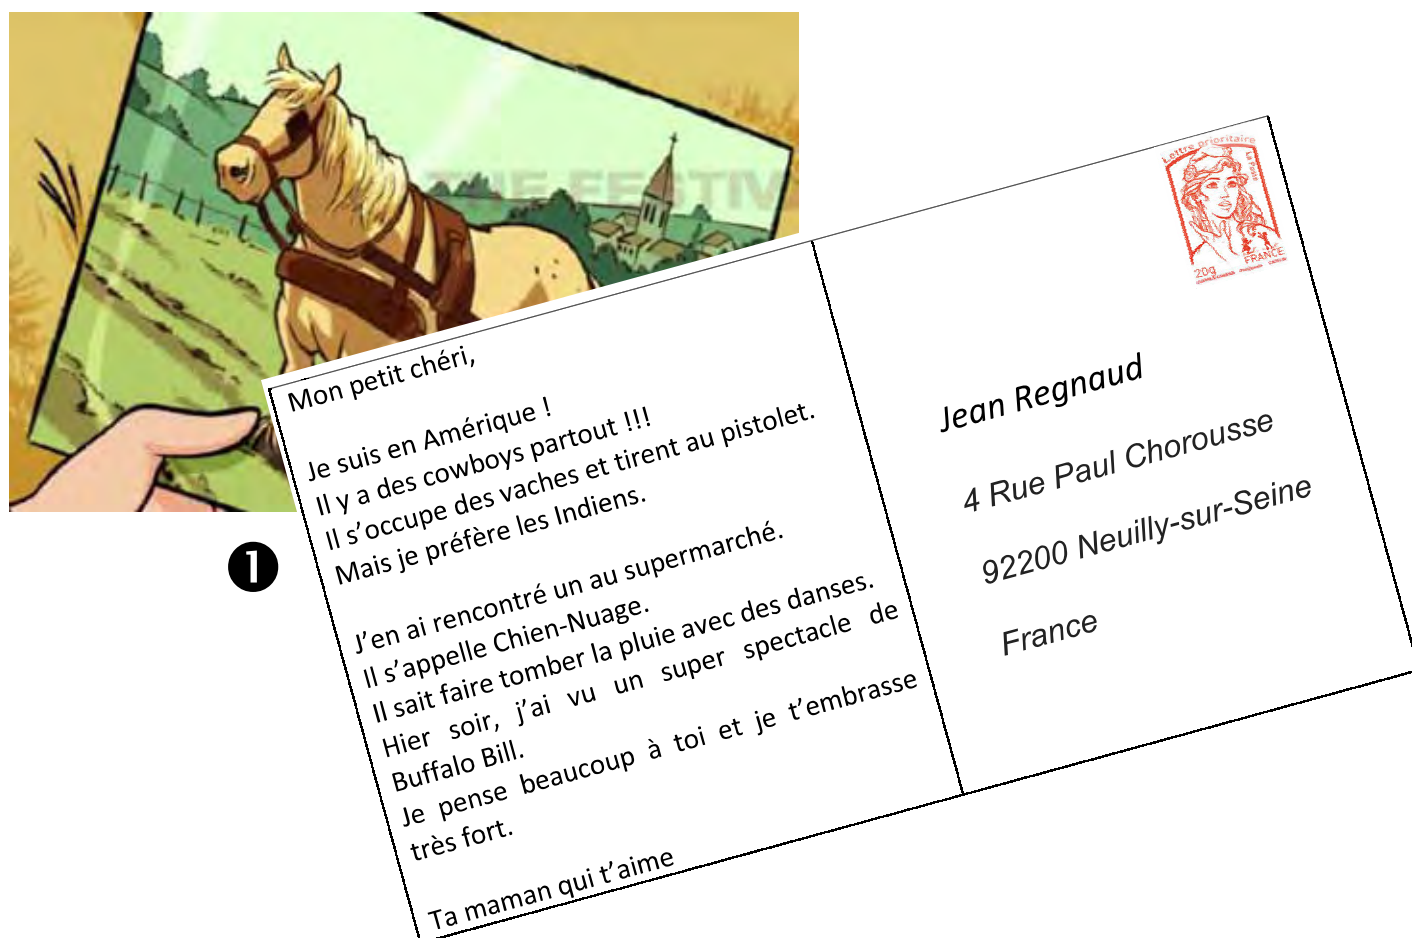 THE FESTIV
❶
Mon petit chéri,
Je suis en Amérique !
Il y a des cowboys partout !!!
Il s’occupe des vaches et tirent au pistolet.
Mais je préfère les Indiens.
J’en ai rencontré un au supermarché.
Il s’appelle Chien-Nuage.
Il sait faire tomber la pluie avec des danses.
Hier soir, j’ai vu un super spectacle de
Buffalo Bill.
Je pense beaucoup à toi et je t’embrasse
très fort.
Ta maman qui t’aime
Lettre prioritaire
La Poste
20g
FRANCE
Jean Regnaud
4 Rue Paul Chorousse
92200 Neuilly-sur-Seine
France